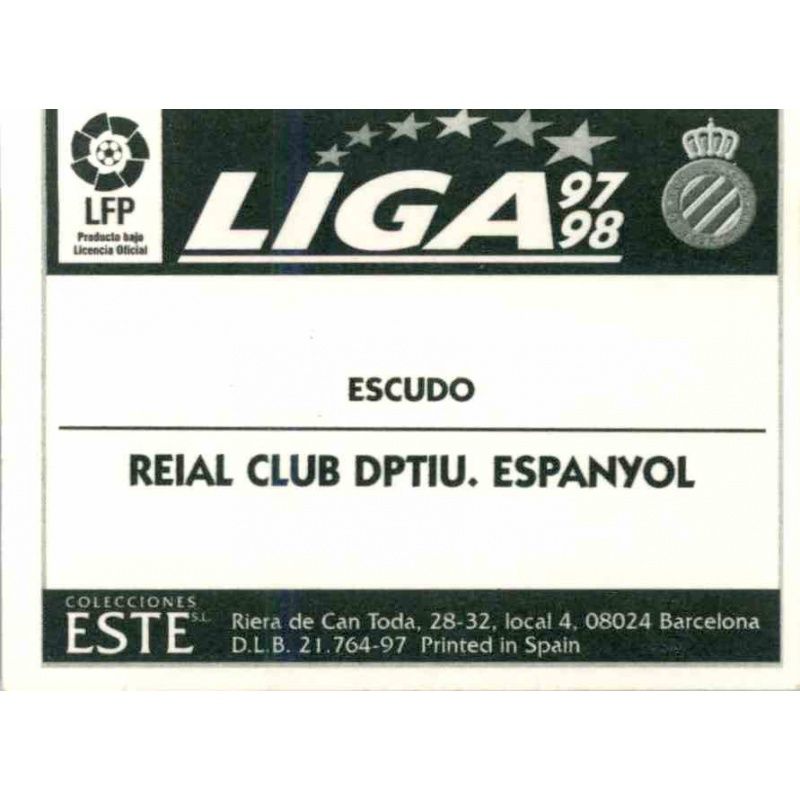 LFP
Producto bajo
Licencia Oficial
LIGA 97
98
ESCUDO
REIAL CLUB DPTIU. ESPANYOL
COLECCIONES
ESTE S.L.
Riera de Can Toda, 28-32, local 4, 08024 Barcelona
D.L.B. 21.764-97 Printed in Spain